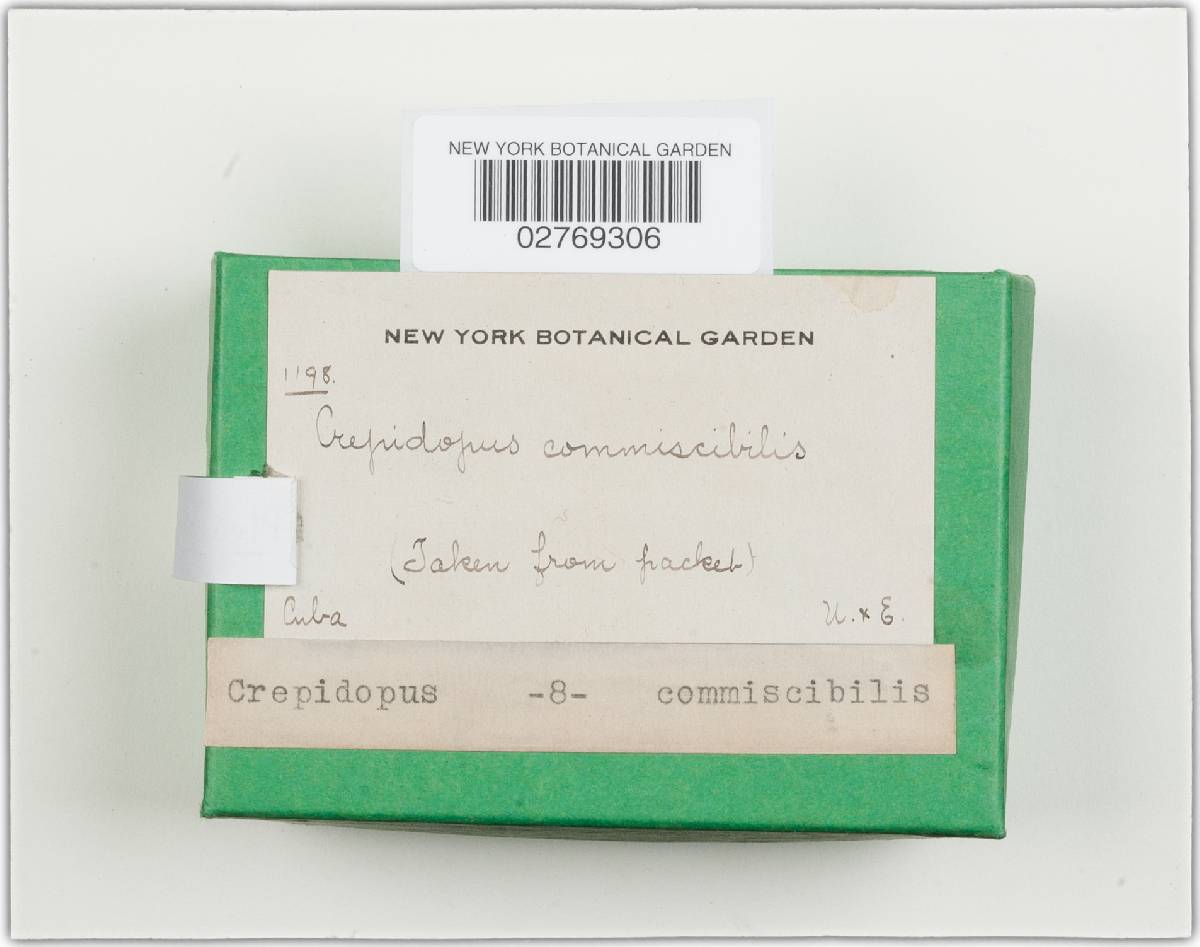 NEW YORK BOTANICAL GARDEN
02769306
NEW YORK BOTANICAL GARDEN
1198.
Crepidopus commiscibilis
(Taken from packet)
Cuba U. & E.
Crepidopus -8- commiscibilis